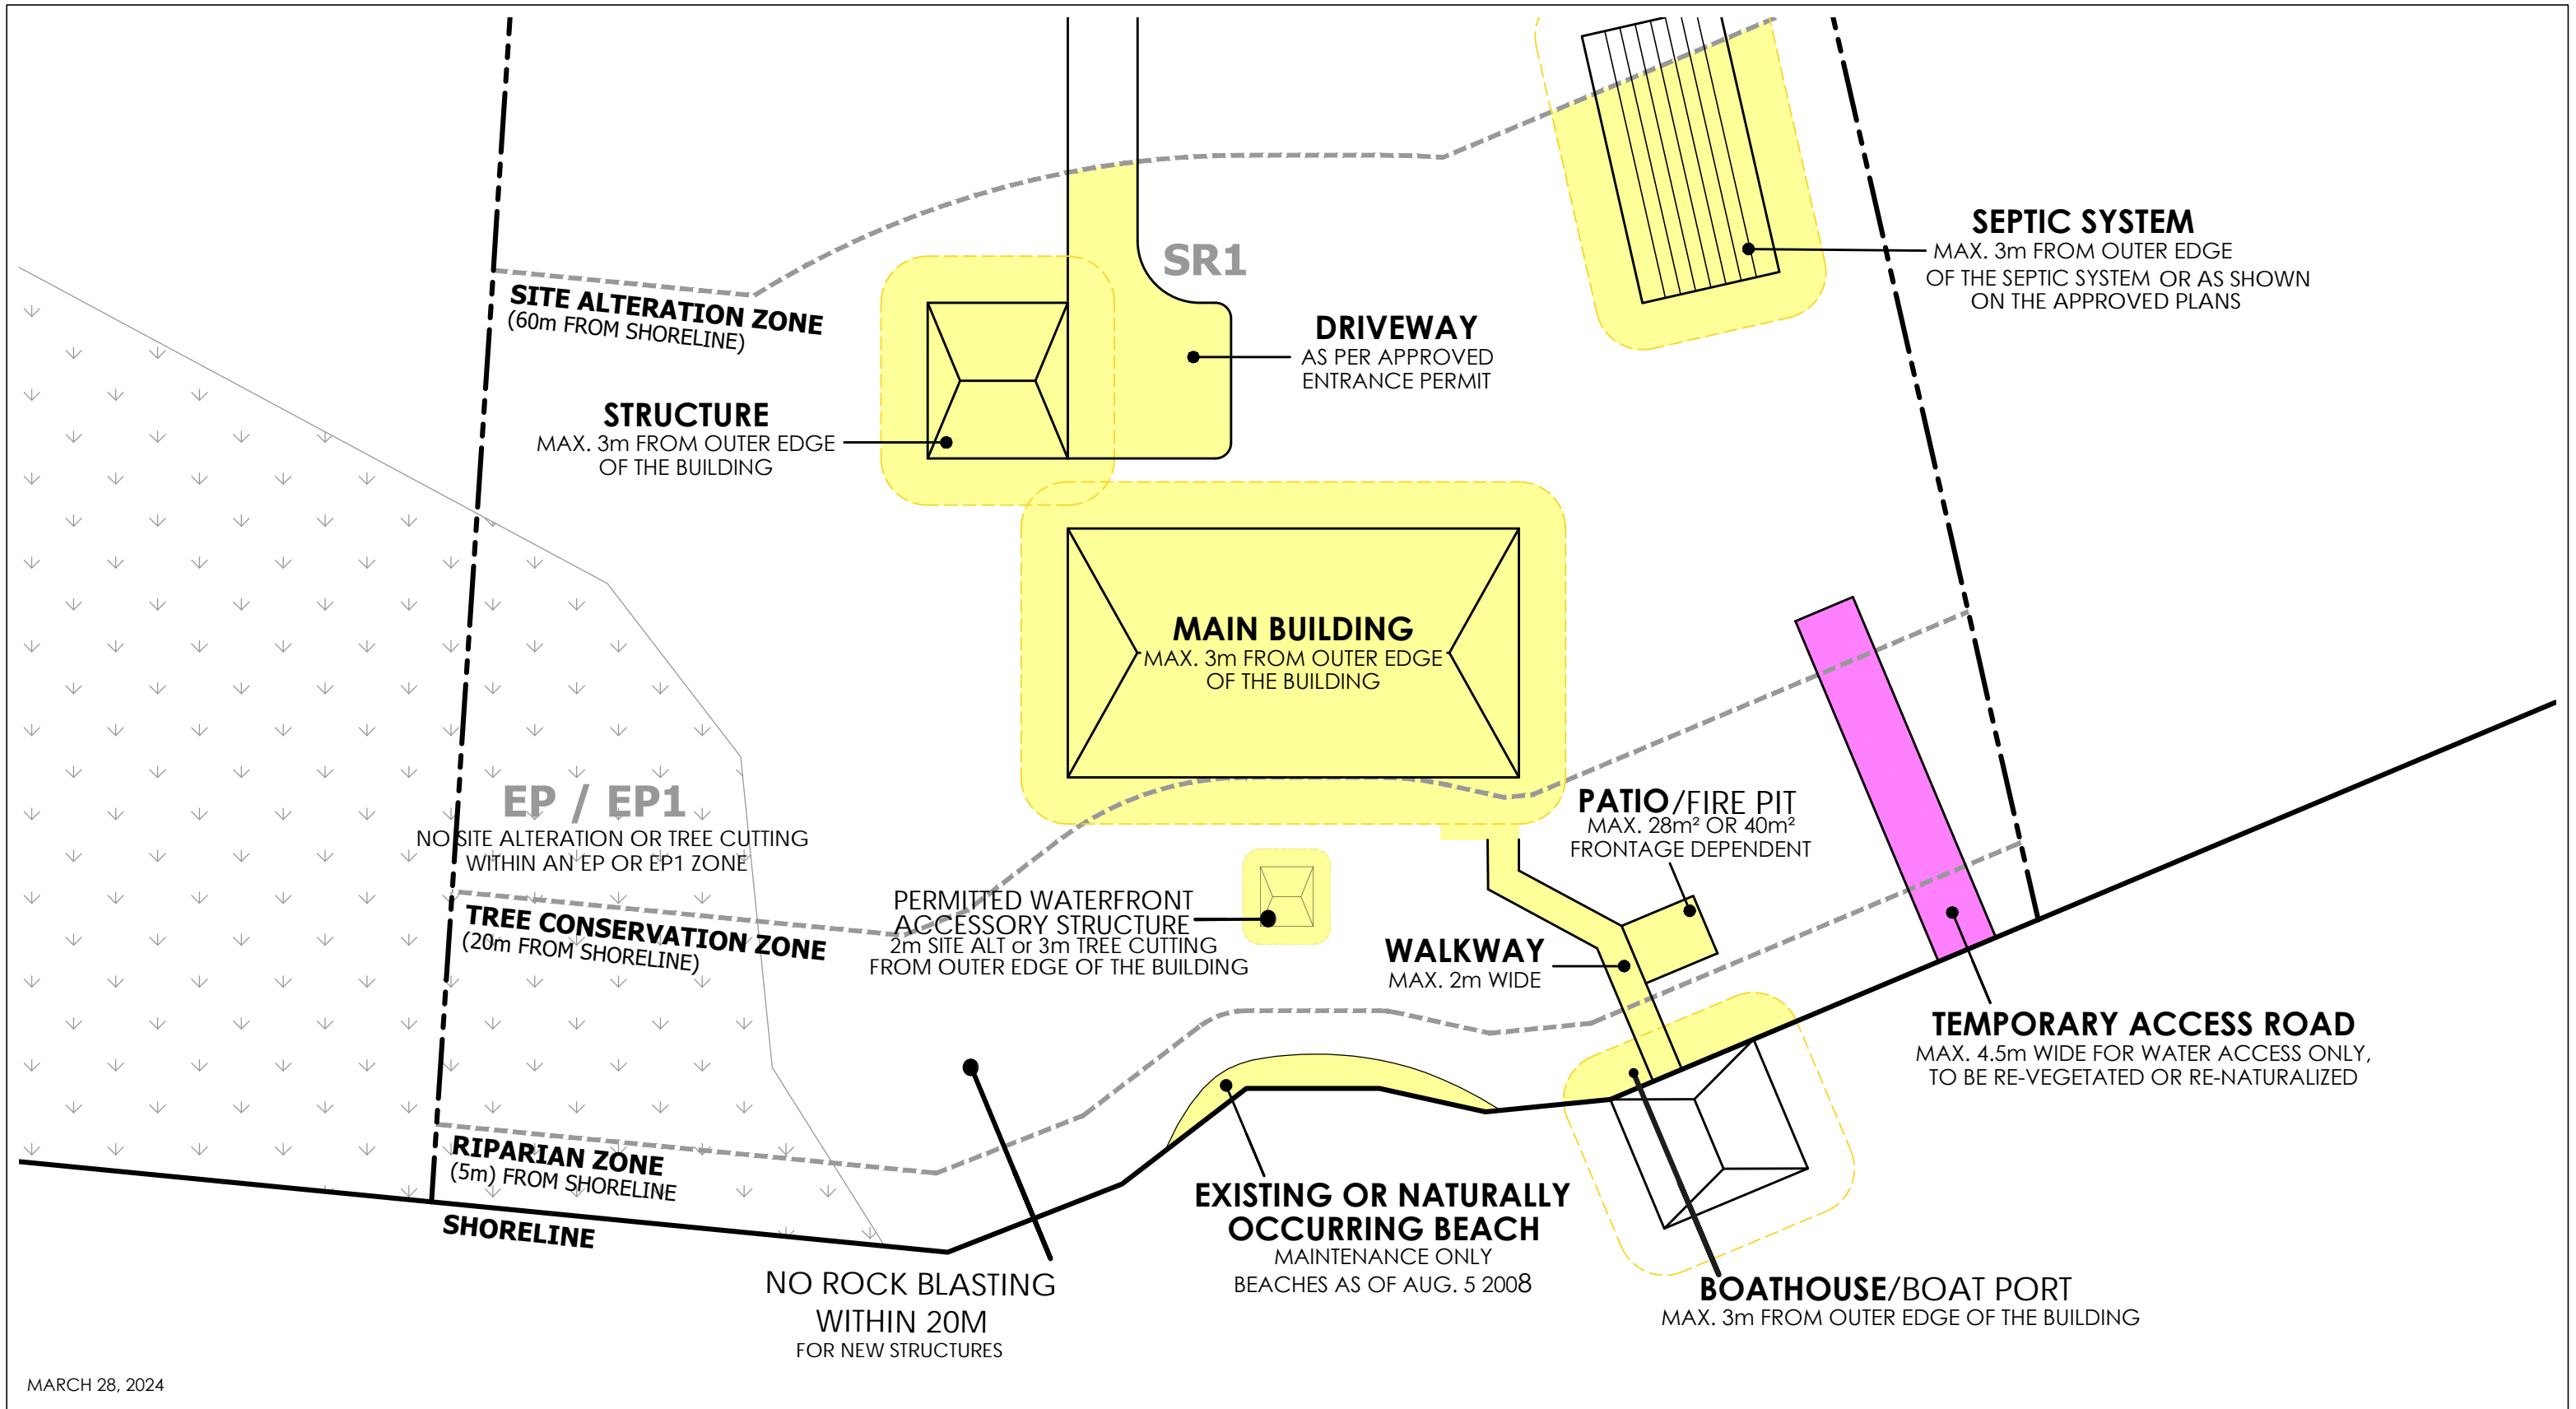 SR1
SEPTIC SYSTEM
MAX. 3m FROM OUTER EDGE
OF THE SEPTIC SYSTEM OR AS SHOWN
ON THE APPROVED PLANS
SITE ALTERATION ZONE
(60m FROM SHORELINE)
DRIVEWAY
AS PER APPROVED
ENTRANCE PERMIT
STRUCTURE
MAX. 3m FROM OUTER EDGE
OF THE BUILDING
MAIN BUILDING
MAX. 3m FROM OUTER EDGE
OF THE BUILDING
EP / EP1
NO SITE ALTERATION OR TREE CUTTING
WITHIN AN EP OR EP1 ZONE
PATIO/FIRE PIT
MAX. 28m² OR 40m²
FRONTAGE DEPENDENT
TREE CONSERVATION ZONE
(20m FROM SHORELINE)
PERMITTED WATERFRONT
ACCESSORY STRUCTURE
2m SITE ALT or 3m TREE CUTTING
FROM OUTER EDGE OF THE BUILDING
WALKWAY
MAX. 2m WIDE
TEMPORARY ACCESS ROAD
MAX. 4.5m WIDE FOR WATER ACCESS ONLY,
TO BE RE-VEGETATED OR RE-NATURALIZED
RIPARIAN ZONE
(5m) FROM SHORELINE
SHORELINE
EXISTING OR NATURALLY
OCCURRING BEACH
MAINTENANCE ONLY
BEACHES AS OF AUG. 5 2008
NO ROCK BLASTING
WITHIN 20M
FOR NEW STRUCTURES
BOATHOUSE/BOAT PORT
MAX. 3m FROM OUTER EDGE OF THE BUILDING
MARCH 28, 2024